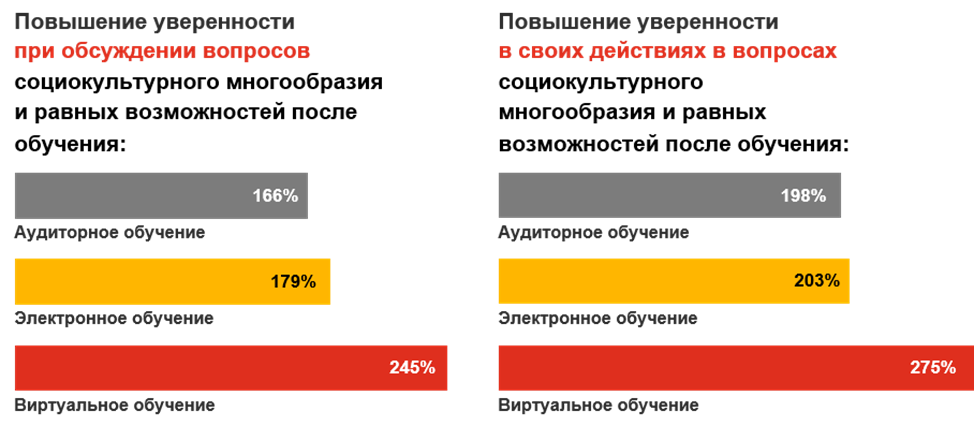 Повышение уверенности
при обсуждении вопросов
социокультурного многообразия
и равных возможностей после
обучения:
166%
Аудиторное обучение
179%
Электронное обучение
245%
Виртуальное обучение
Повышение уверенности
в своих действиях в вопросах
социокультурного
многообразия и равных
возможностей после обучения:
198%
Аудиторное обучение
203%
Электронное обучение
275%
Виртуальное обучение